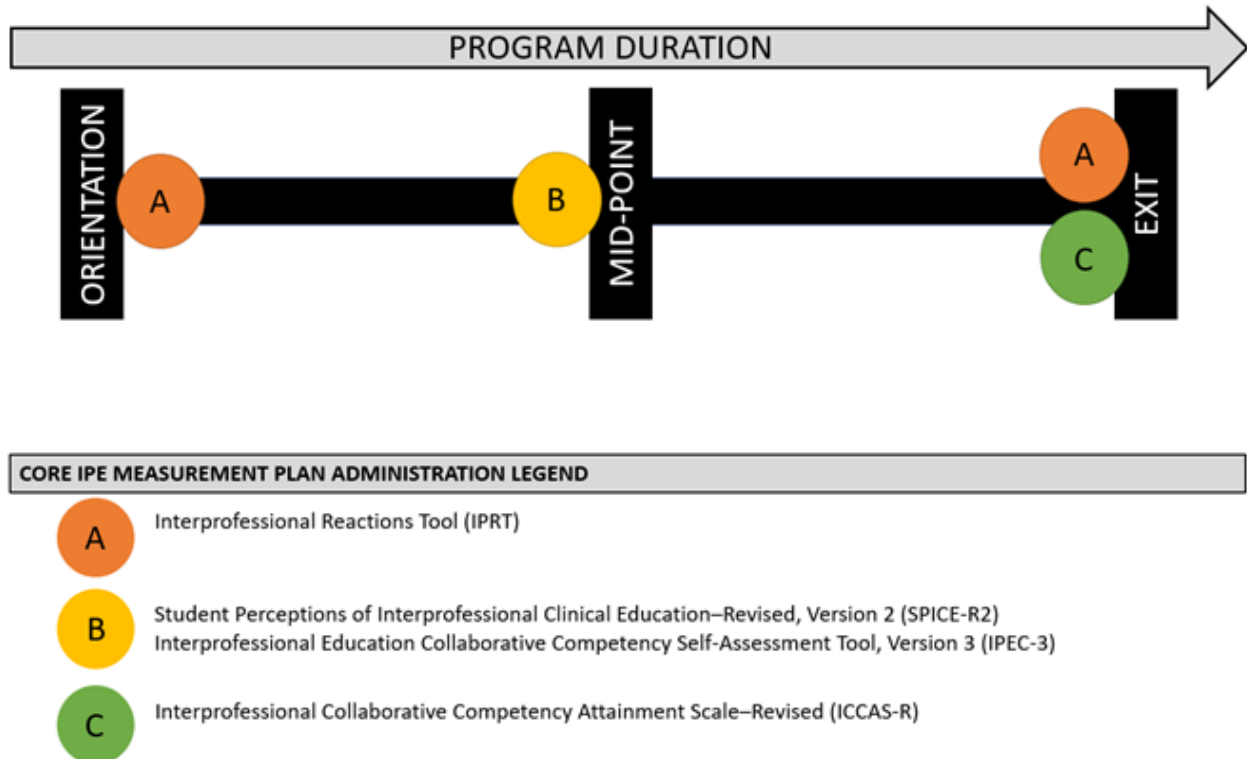 PROGRAM DURATION
ORIENTATION
A
B
MID-POINT
A
C
EXIT
CORE IPE MEASUREMENT PLAN ADMINISTRATION LEGEND
A
Interprofessional Reactions Tool (IPRT)
B
Student Perceptions of Interprofessional Clinical Education–Revised, Version 2 (SPICE-R2)
Interprofessional Education Collaborative Competency Self-Assessment Tool, Version 3 (IPEC-3)
C
Interprofessional Collaborative Competency Attainment Scale–Revised (ICCAS-R)